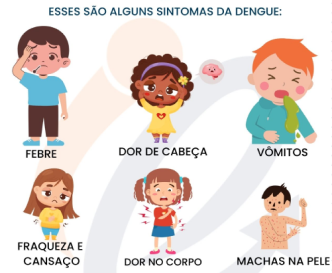 ESSES SÃO ALGUNS SINTOMAS DA DENGUE:
FEBRE
DOR DE CABEÇA
VÔMITOS
FRAQUEZA E
CANSAÇO
DOR NO CORPO
MACHAS NA PELE